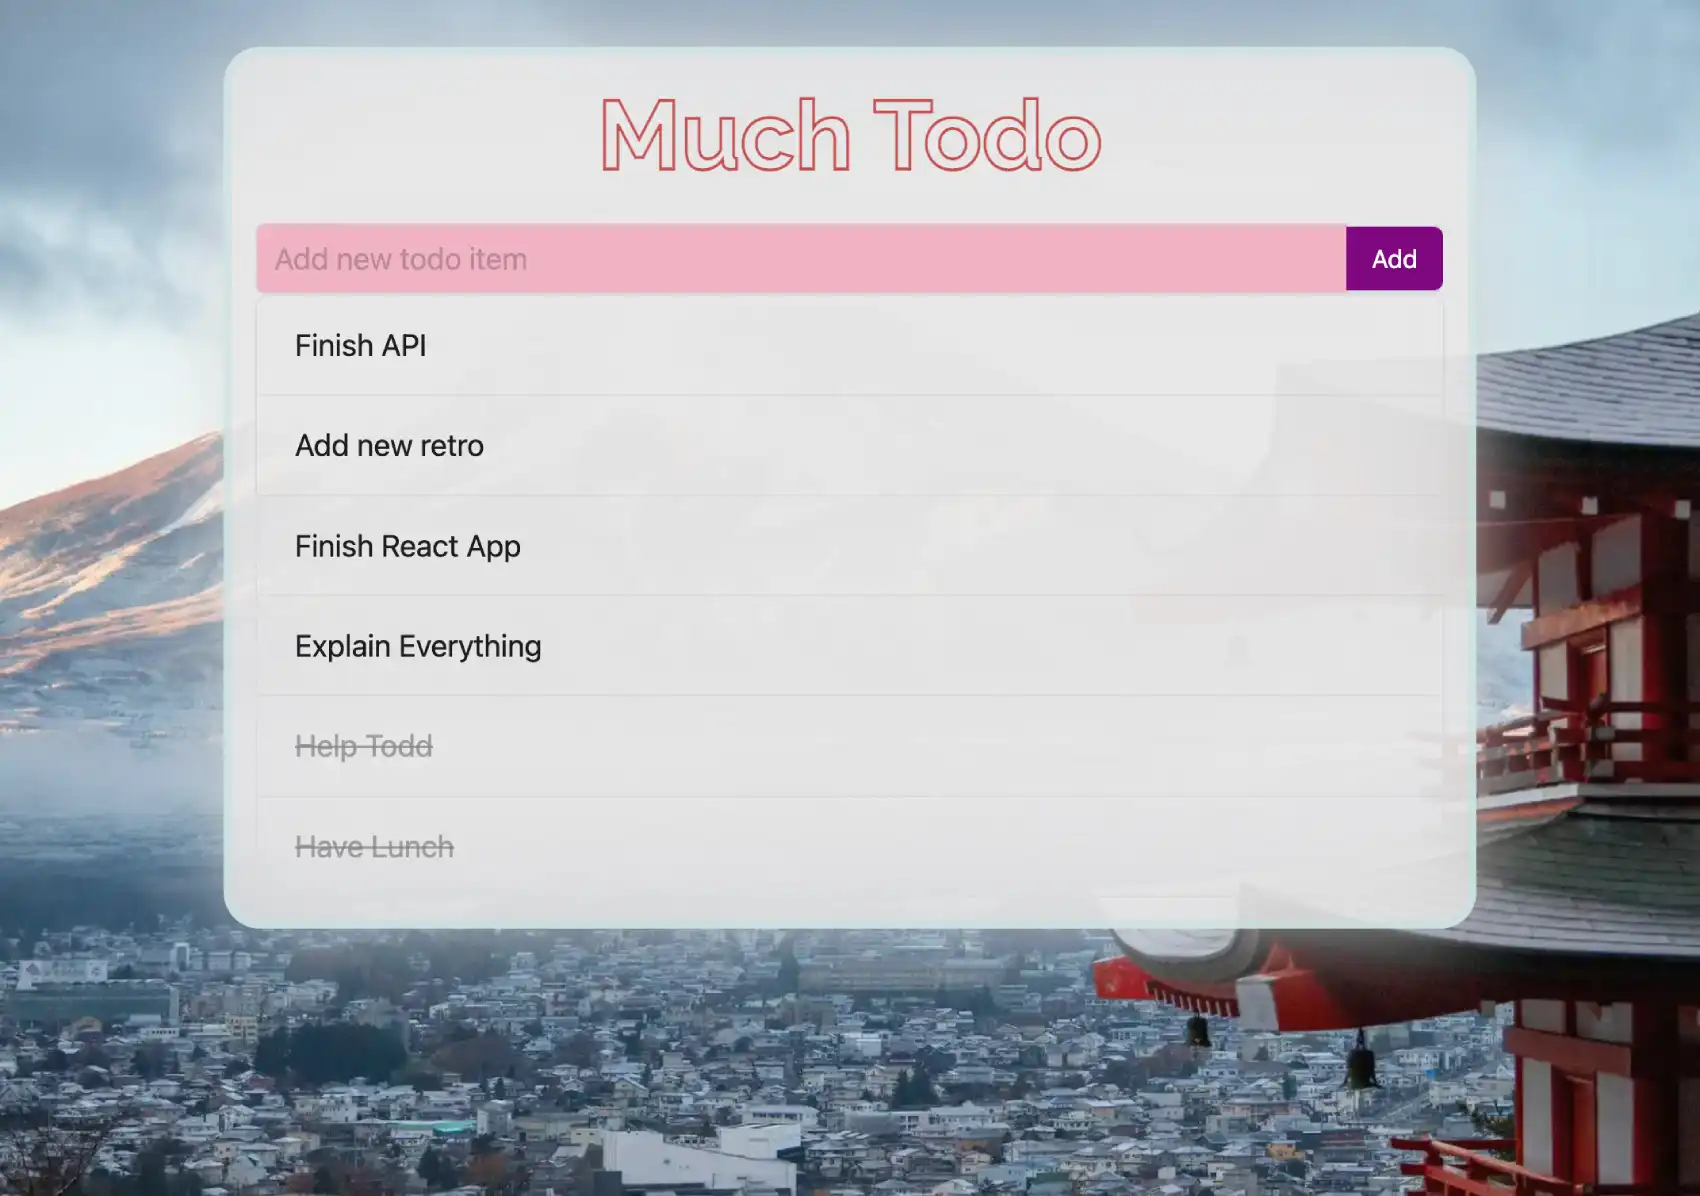 Much Todo
Add new todo item
Add
Finish API
Add new retro
Finish React App
Explain Everything
Help Todd
Have Lunch